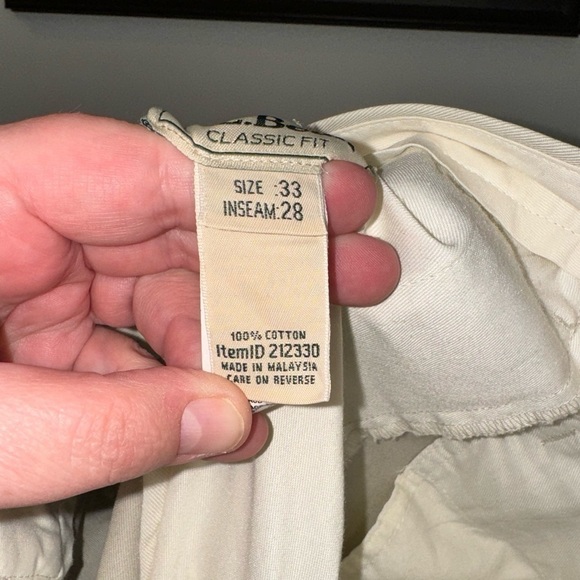 CLASSIC FIT
SIZE :33
INSEAM:28
100% COTTON
ItemID 212330
MADE IN MALAYSIA
CARE ON REVERSE